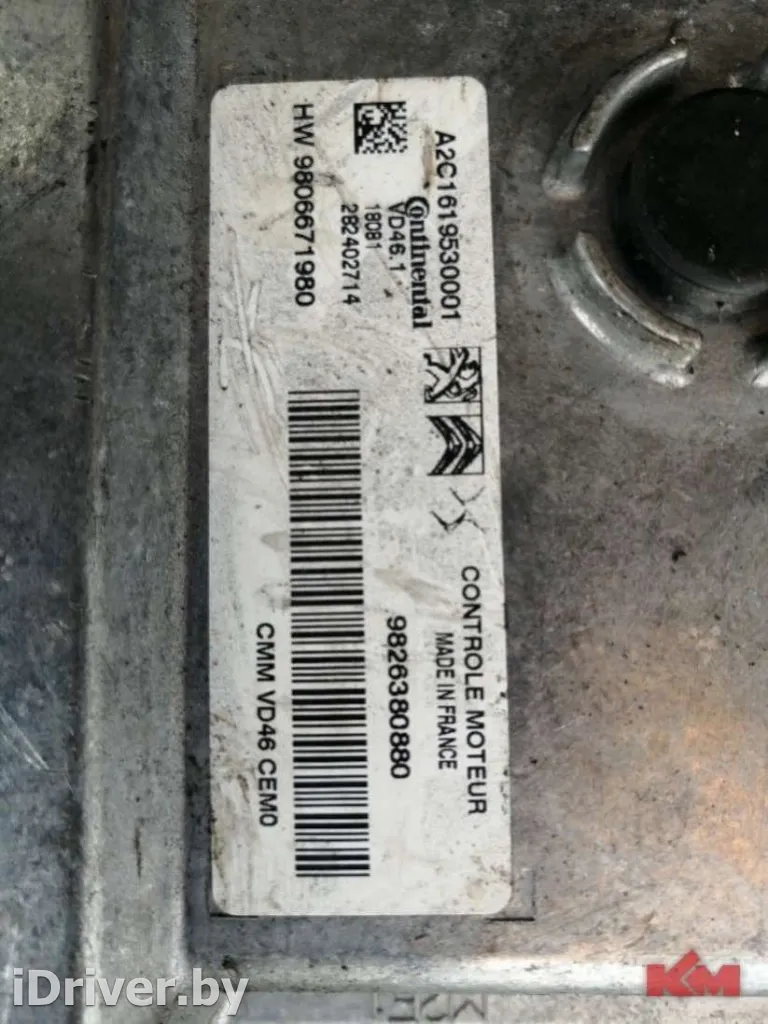 A2C1619530001
Continental
VD46.1
18081
282402714
HW 9806671980
CONTROLE MOTEUR
MADE IN FRANCE
9826380880
CMM VD46 CEM0
iDriver.by
KM